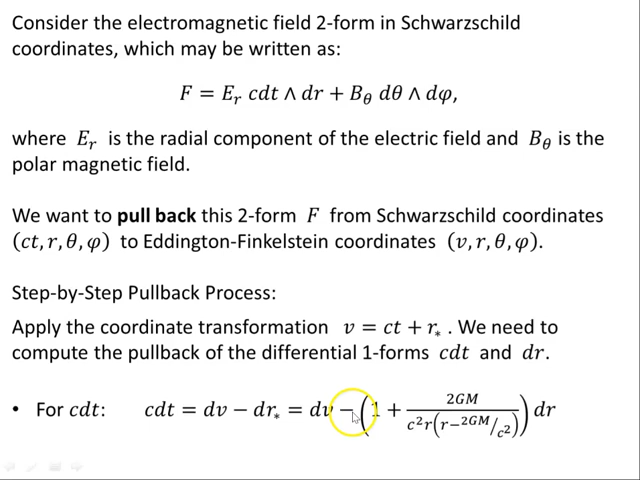 Consider the electromagnetic field 2-form in Schwarzschild
coordinates, which may be written as:
F = E_r cdt ∧ dr + B_θ dθ ∧ dφ,
where E_r is the radial component of the electric field and B_θ is the
polar magnetic field.
We want to pull back this 2-form F from Schwarzschild coordinates
(ct, r, θ, φ) to Eddington-Finkelstein coordinates (v, r, θ, φ).
Step-by-Step Pullback Process:
Apply the coordinate transformation v = ct + r_* . We need to
compute the pullback of the differential 1-forms cdt and dr.
• For cdt: cdt = dv − dr_* = dv − (1 + 2GM / c²r(r−2GM/c²)) dr